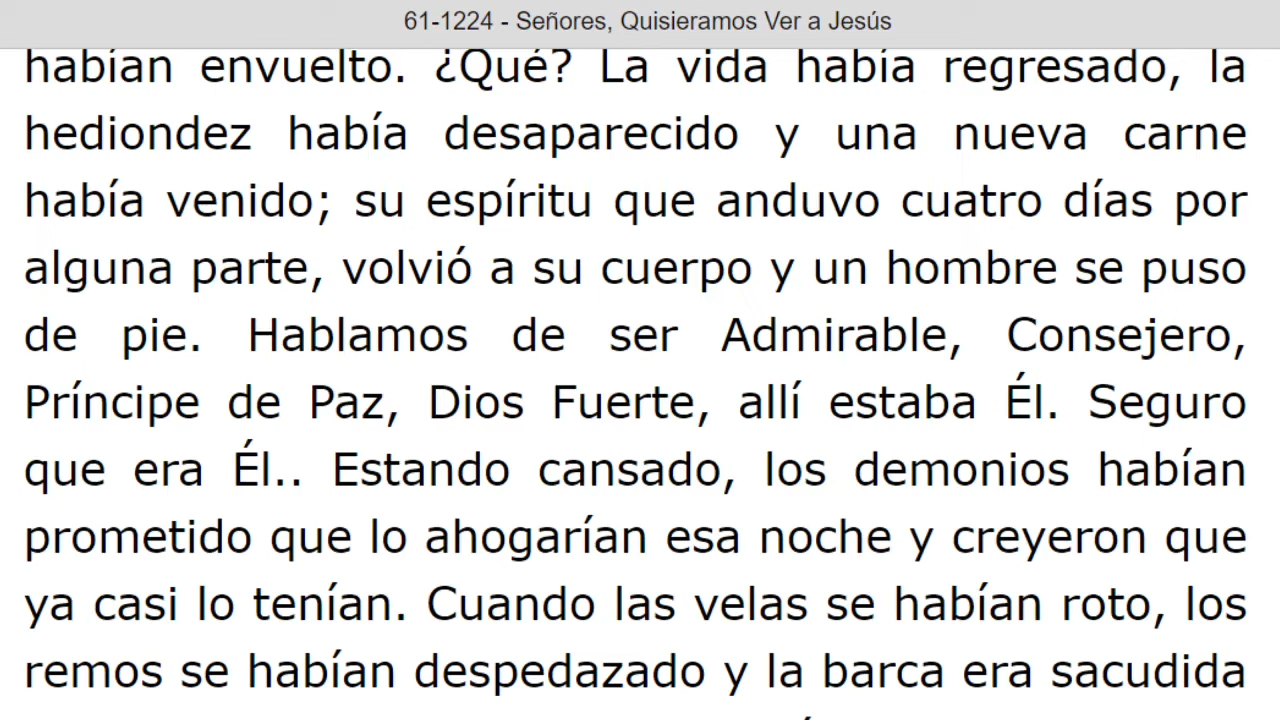 61-1224 - Señores, Quisieramos Ver a Jesús
habían envuelto. ¿Qué? La vida había regresado, la
hediondez había desaparecido y una nueva carne
había venido; su espíritu que anduvo cuatro días por
alguna parte, volvió a su cuerpo y un hombre se puso
de pie. Hablamos de ser Admirable, Consejero,
Príncipe de Paz, Dios Fuerte, allí estaba Él. Seguro
que era Él.. Estando cansado, los demonios habían
prometido que lo ahogarían esa noche y creyeron que
ya casi lo tenían. Cuando las velas se habían roto, los
remos se habían despedazado y la barca era sacudida